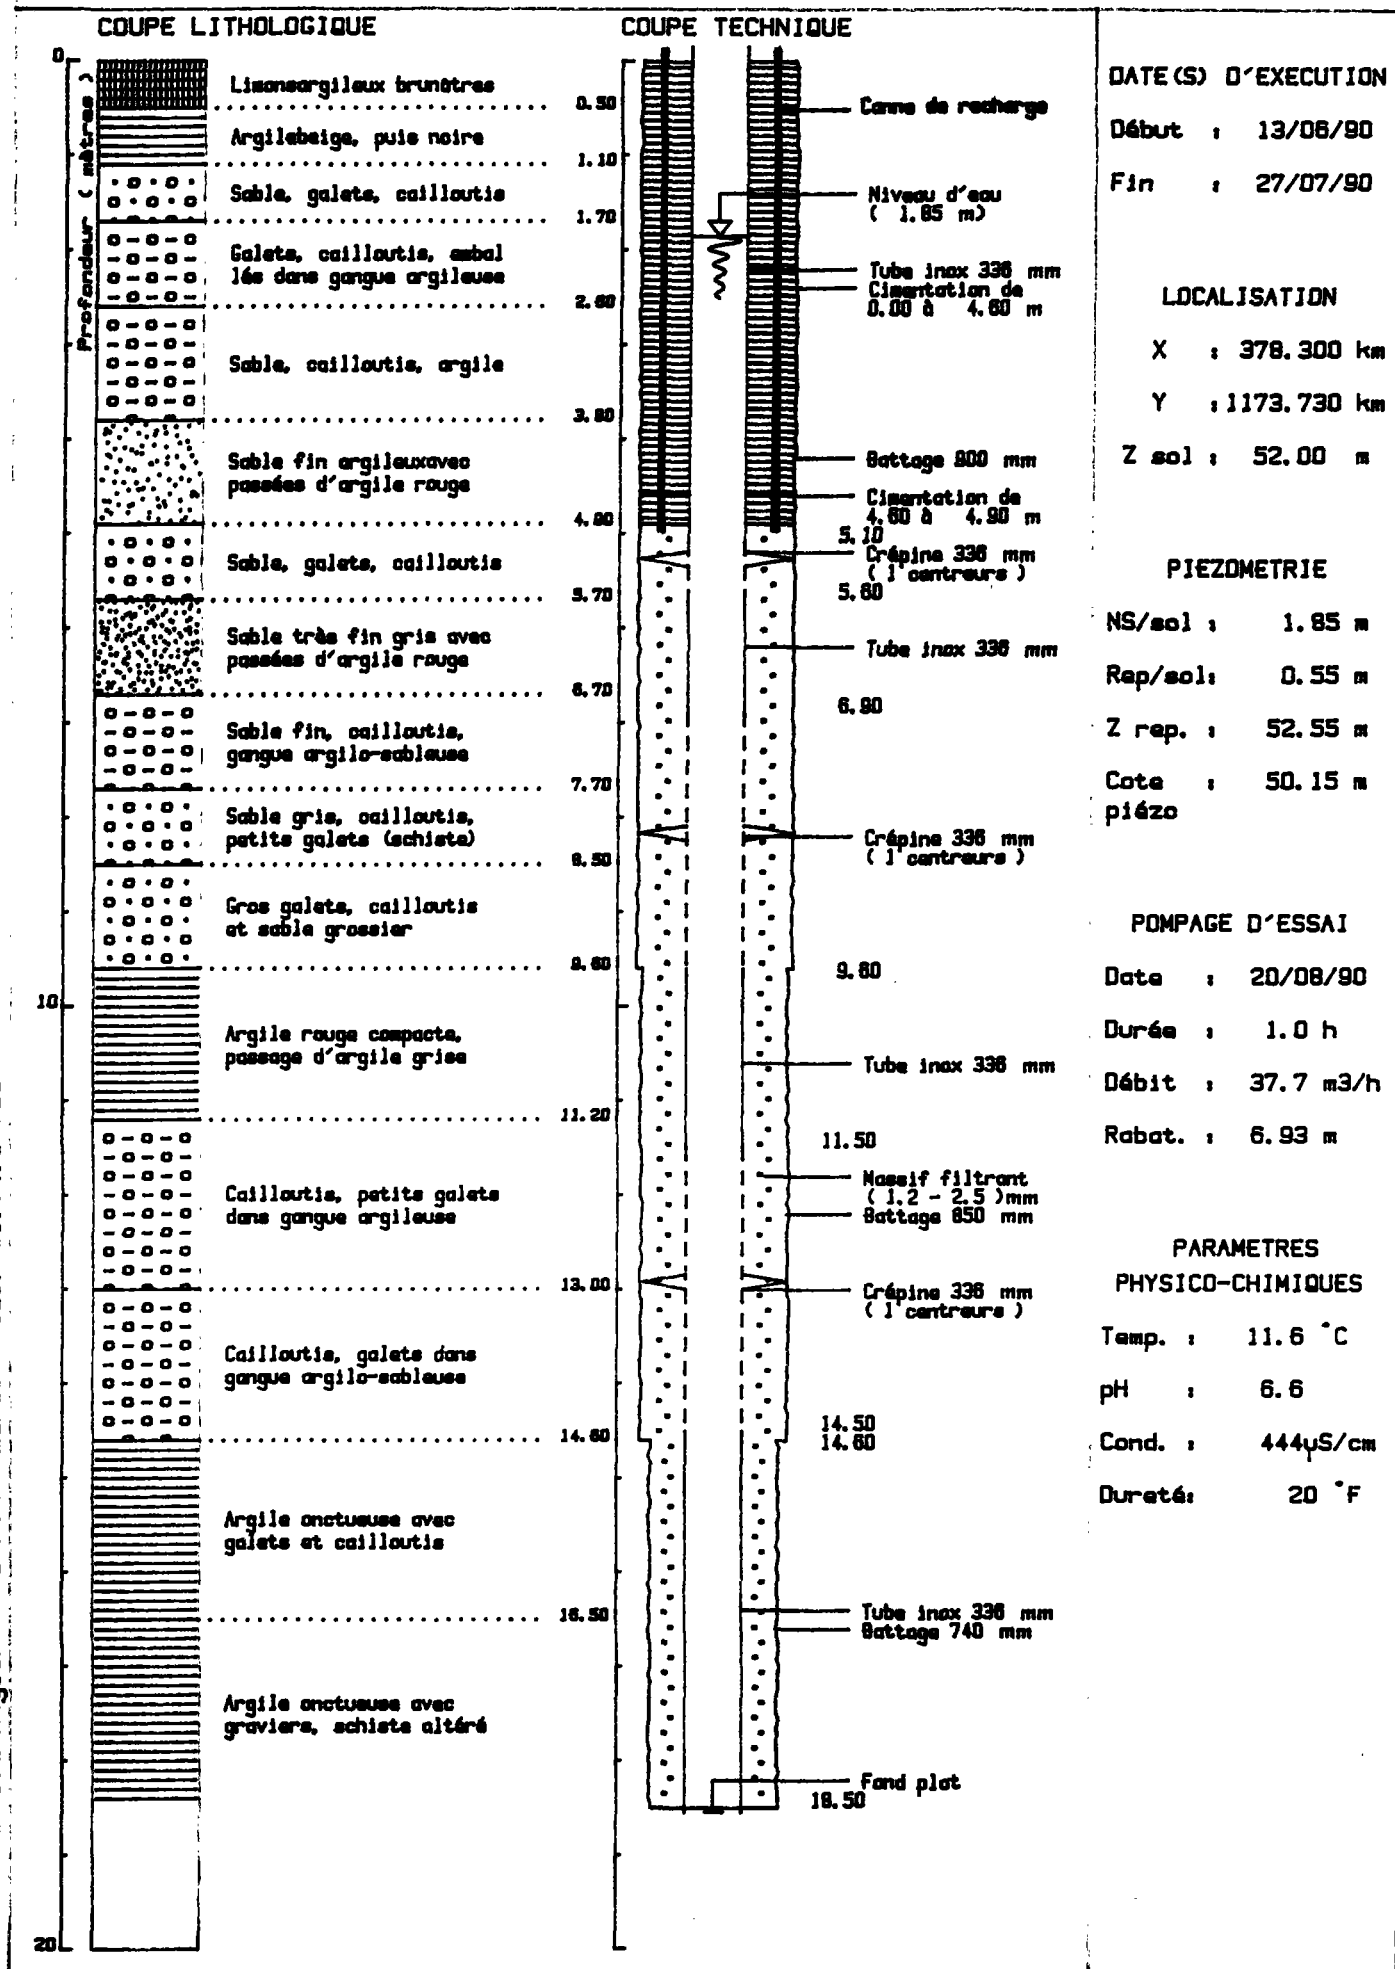 COUPE LITHOLOGIQUE
Profondeur ( mètres )
0
10
20
Limonsargileux brunâtres
0.50
Argilebeige, puis noire
1.10
Sable, galets, cailloutis
1.70
Galets, cailloutis, embal
lés dans gangue argileuse
2.60
Sable, cailloutis, argile
3.80
Sable fin argileuxavec
passées d'argile rouge
4.90
Sable, galets, cailloutis
5.70
Sable très fin gris avec
passées d'argile rouge
6.70
Sable fin, cailloutis,
gangue argilo-sableuse
7.70
Sable gris, cailloutis,
petits galets (schiste)
8.50
Gros galets, cailloutis
et sable grossier
9.60
Argile rouge compacte,
passage d'argile grise
11.20
Cailloutis, petits galets
dans gangue argileuse
13.00
Cailloutis, galets dans
gangue argilo-sableuse
14.60
Argile onctueuse avec
galets et cailloutis
16.50
Argile onctueuse avec
graviers, schiste altéré
COUPE TECHNIQUE
Canne de recharge
Niveau d'eau
( 1.85 m)
Tube inox 336 mm
Cimentation de
0.00 à 4.60 m
Battage 900 mm
Cimentation de
4.60 à 4.90 m
5.10
Crépine 336 mm
( 1 centreurs )
5.60
Tube inox 336 mm
6.90
Crépine 336 mm
( 1 centreurs )
9.60
Tube inox 336 mm
11.50
Massif filtrant
( 1.2 - 2.5 )mm
Battage 850 mm
Crépine 336 mm
( 1 centreurs )
14.50
14.60
Tube inox 336 mm
Battage 740 mm
Fond plat
18.50
DATE(S) D'EXECUTION
Début : 13/06/90
Fin : 27/07/90
LOCALISATION
X : 378.300 km
Y : 1173.730 km
Z sol : 52.00 m
PIEZOMETRIE
NS/sol : 1.85 m
Rep/sol: 0.55 m
Z rep. : 52.55 m
Cote : 50.15 m
piézo
POMPAGE D'ESSAI
Date : 20/08/90
Durée : 1.0 h
Débit : 37.7 m3/h
Rabat. : 6.93 m
PARAMETRES
PHYSICO-CHIMIQUES
Temp. : 11.6 °C
pH : 6.6
Cond. : 444µS/cm
Dureté: 20 °F